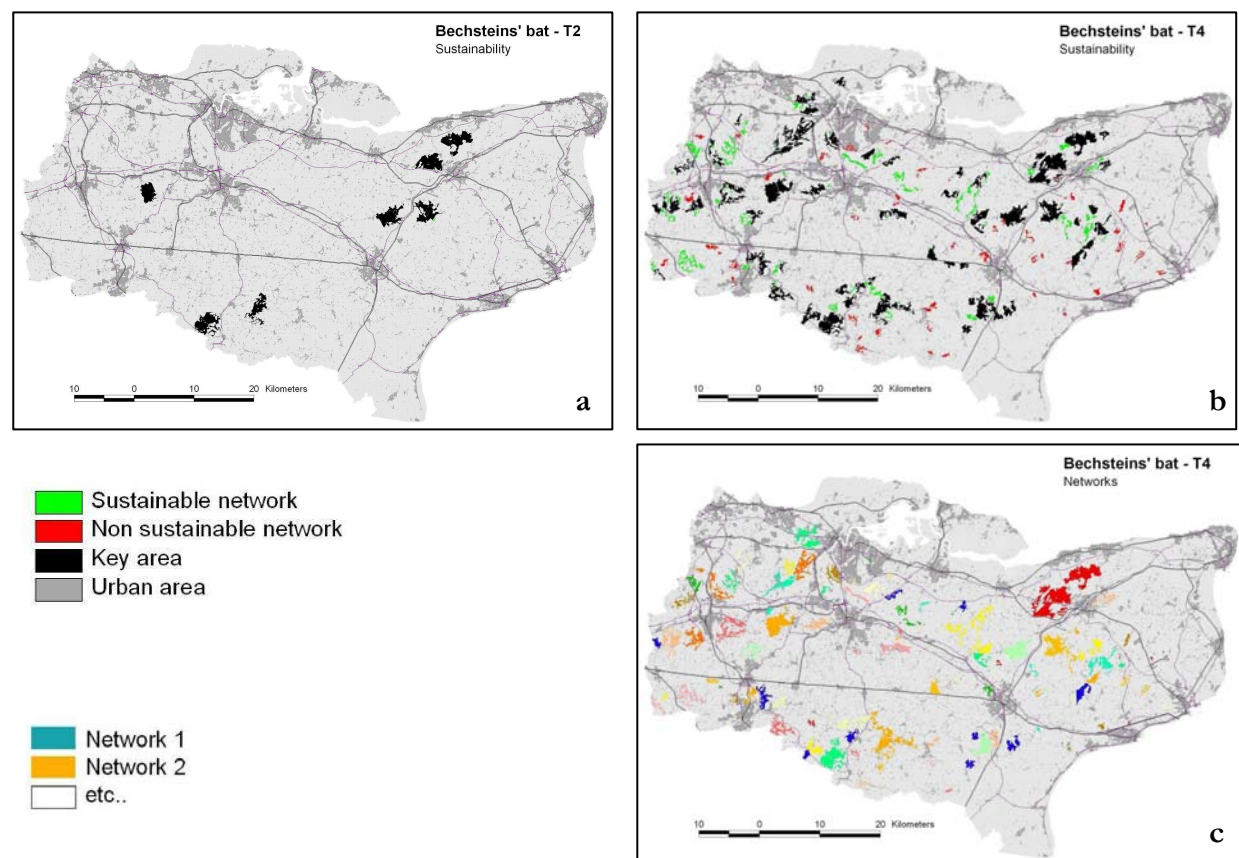 Bechsteins' bat - T2
Sustainability
10 0 10 20 Kilometers
a
Bechsteins' bat - T4
Sustainability
10 0 10 20 Kilometers
b
Sustainable network
Non sustainable network
Key area
Urban area
Network 1
Network 2
etc..
Bechsteins' bat - T4
Networks
10 0 10 20 Kilometers
c